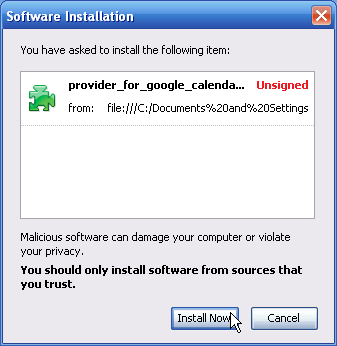 Software Installation
You have asked to install the following item:
provider_for_google_calenda... Unsigned
from: file:///C:/Documents%20and%20Settings
Malicious software can damage your computer or violate
your privacy.
You should only install software from sources that
you trust.
Install Now Cancel